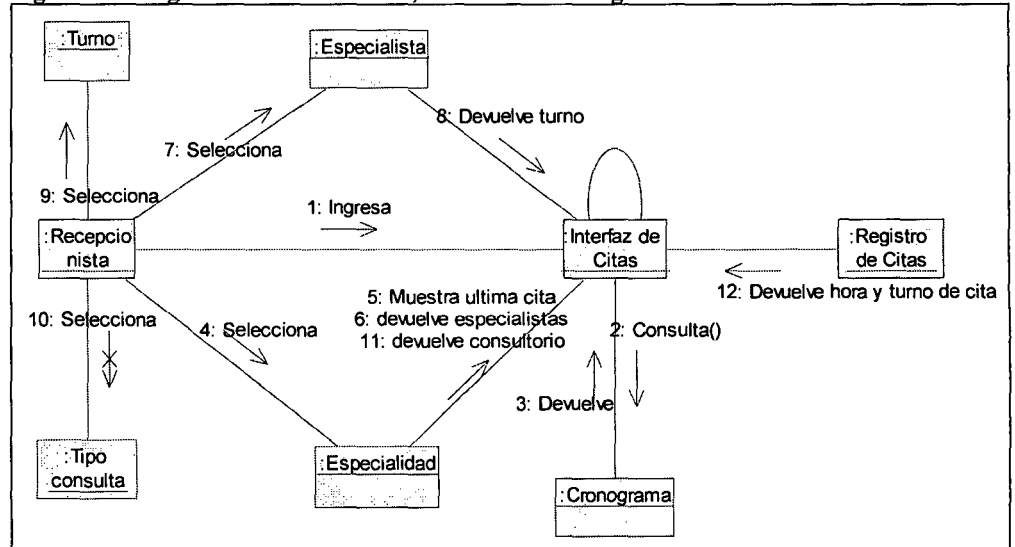 :Turno
:Especialista
8: Devuelve turno
7: Selecciona
9: Selecciona
1: Ingresa
:Recepcio
nista
:Interfaz de
Citas
:Registro
de Citas
12: Devuelve hora y turno de cita
5: Muestra ultima cita
6: devuelve especialistas
11: devuelve consultorio
10: Selecciona
4: Selecciona
2: Consulta()
3: Devuelve
:Tipo
consulta
:Especialidad
:Cronograma